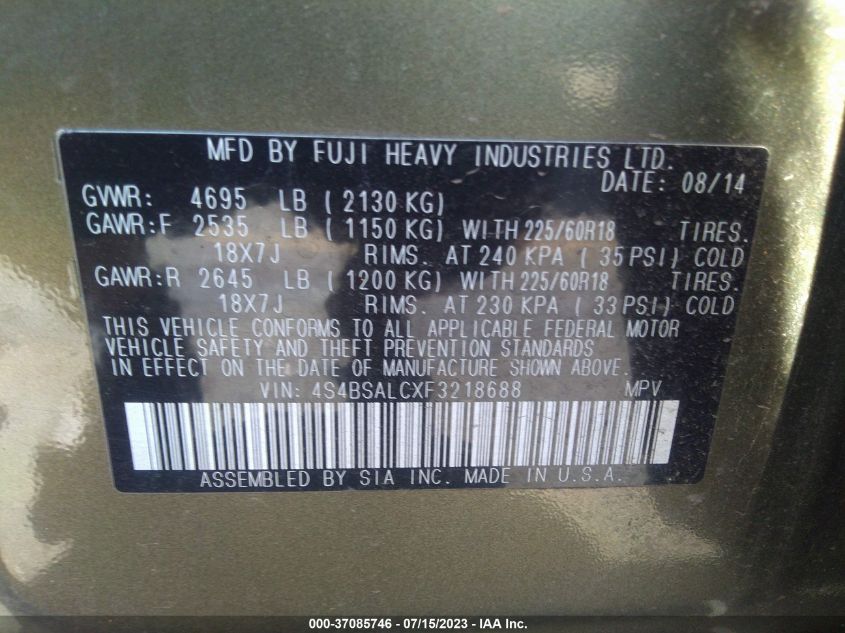 MFD BY FUJI HEAVY INDUSTRIES LTD.
DATE: 08/14
GVWR: 4695 LB ( 2130 KG)
GAWR:F 2535 LB ( 1150 KG) WITH 225/60R18 TIRES.
18X7J RIMS. AT 240 KPA ( 35 PSI) COLD
GAWR:R 2645 LB ( 1200 KG) WITH 225/60R18 TIRES.
18X7J RIMS. AT 230 KPA ( 33 PSI) COLD
THIS VEHICLE CONFORMS TO ALL APPLICABLE FEDERAL MOTOR
VEHICLE SAFETY AND THEFT PREVENTION STANDARDS
IN EFFECT ON THE DATE OF MANUFACTURE SHOWN ABOVE.
VIN: 4S4BSALCXF3218688 MPV
ASSEMBLED BY SIA INC. MADE IN U.S.A.
000-37085746 - 07/15/2023 - IAA Inc.